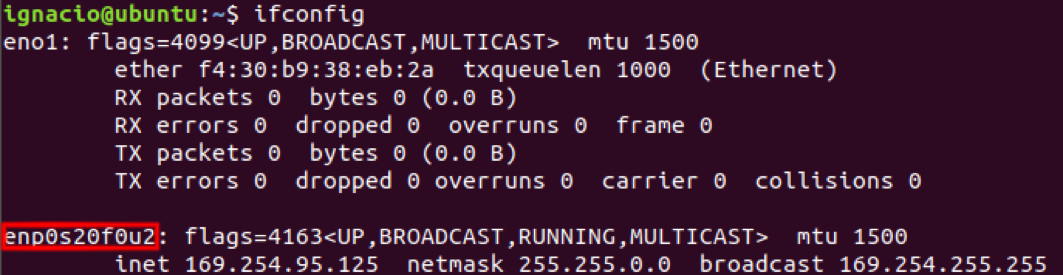 ignacio@ubuntu:~$ ifconfig
eno1: flags=4099<UP,BROADCAST,MULTICAST>  mtu 1500
        ether f4:30:b9:38:eb:2a  txqueuelen 1000  (Ethernet)
        RX packets 0  bytes 0 (0.0 B)
        RX errors 0  dropped 0  overruns 0  frame 0
        TX packets 0  bytes 0 (0.0 B)
        TX errors 0  dropped 0 overruns 0  carrier 0  collisions 0
enp0s20f0u2: flags=4163<UP,BROADCAST,RUNNING,MULTICAST>  mtu 1500
        inet 169.254.95.125  netmask 255.255.0.0  broadcast 169.254.255.255